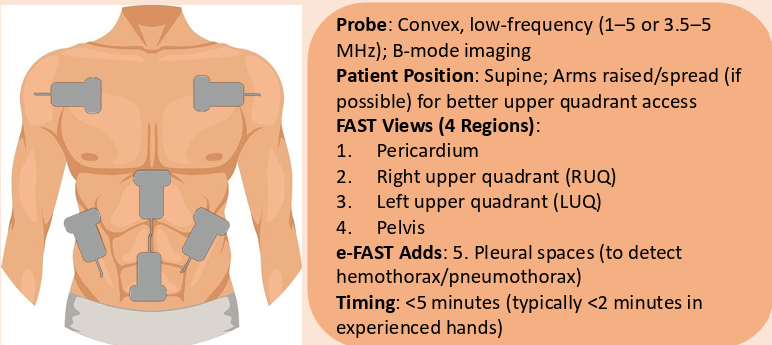 Probe: Convex, low-frequency (1–5 or 3.5–5
MHz); B-mode imaging
Patient Position: Supine; Arms raised/spread (if
possible) for better upper quadrant access
FAST Views (4 Regions):
1. Pericardium
2. Right upper quadrant (RUQ)
3. Left upper quadrant (LUQ)
4. Pelvis
e-FAST Adds: 5. Pleural spaces (to detect
hemothorax/pneumothorax)
Timing: <5 minutes (typically <2 minutes in
experienced hands)